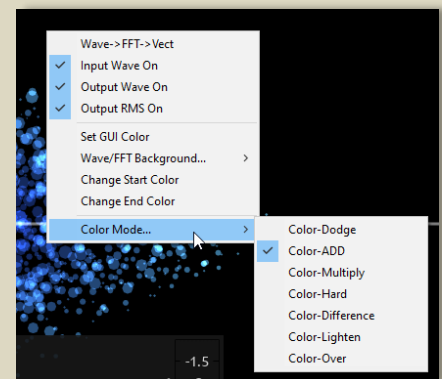 Wave->FFT->Vect
Input Wave On
Output Wave On
Output RMS On
Set GUI Color
Wave/FFT Background...
Change Start Color
Change End Color
Color Mode...
Color-Dodge
Color-ADD
Color-Multiply
Color-Hard
Color-Difference
Color-Lighten
Color-Over
-1.5